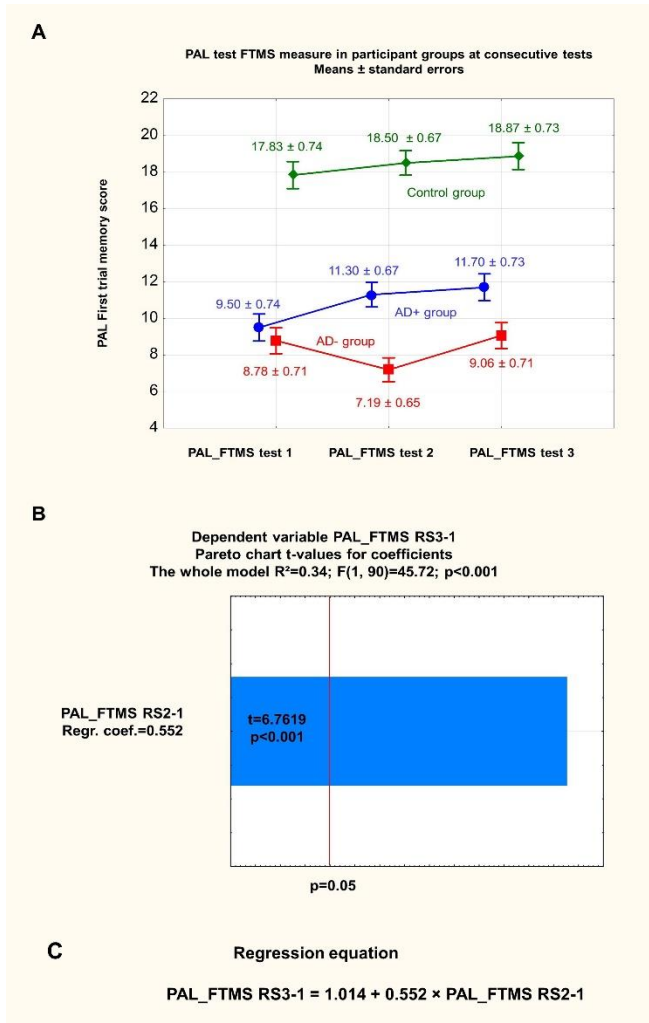 A
PAL test FTMS measure in participant groups at consecutive tests
Means ± standard errors
PAL First trial memory score
22
20
18
16
14
12
10
8
6
4
17.83 ± 0.74
18.50 ± 0.67
18.87 ± 0.73
Control group
9.50 ± 0.74
11.30 ± 0.67
11.70 ± 0.73
AD+ group
AD- group
8.78 ± 0.71
7.19 ± 0.65
9.06 ± 0.71
PAL_FTMS test 1 PAL_FTMS test 2 PAL_FTMS test 3
B
Dependent variable PAL_FTMS RS3-1
Pareto chart t-values for coefficients
The whole model R²=0.34; F(1, 90)=45.72; p<0.001
PAL_FTMS RS2-1
Regr. coef.=0.552
t=6.7619
p<0.001
p=0.05
C
Regression equation
PAL_FTMS RS3-1 = 1.014 + 0.552 × PAL_FTMS RS2-1